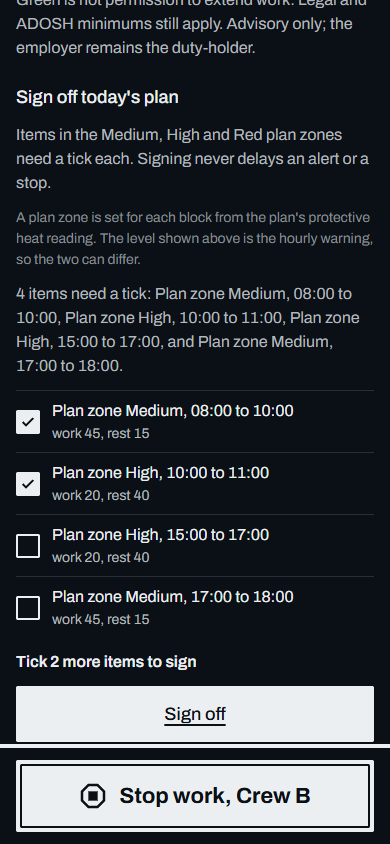 Green is not permission to extend work. Legal and
ADOSH minimums still apply. Advisory only; the
employer remains the duty-holder.
Sign off today's plan
Items in the Medium, High and Red plan zones
need a tick each. Signing never delays an alert or a
stop.
A plan zone is set for each block from the plan's protective
heat reading. The level shown above is the hourly warning,
so the two can differ.
4 items need a tick: Plan zone Medium, 08:00 to
10:00, Plan zone High, 10:00 to 11:00, Plan zone
High, 15:00 to 17:00, and Plan zone Medium,
17:00 to 18:00.
Plan zone Medium, 08:00 to 10:00
work 45, rest 15
Plan zone High, 10:00 to 11:00
work 20, rest 40
Plan zone High, 15:00 to 17:00
work 20, rest 40
Plan zone Medium, 17:00 to 18:00
work 45, rest 15
Tick 2 more items to sign
Sign off
Stop work, Crew B